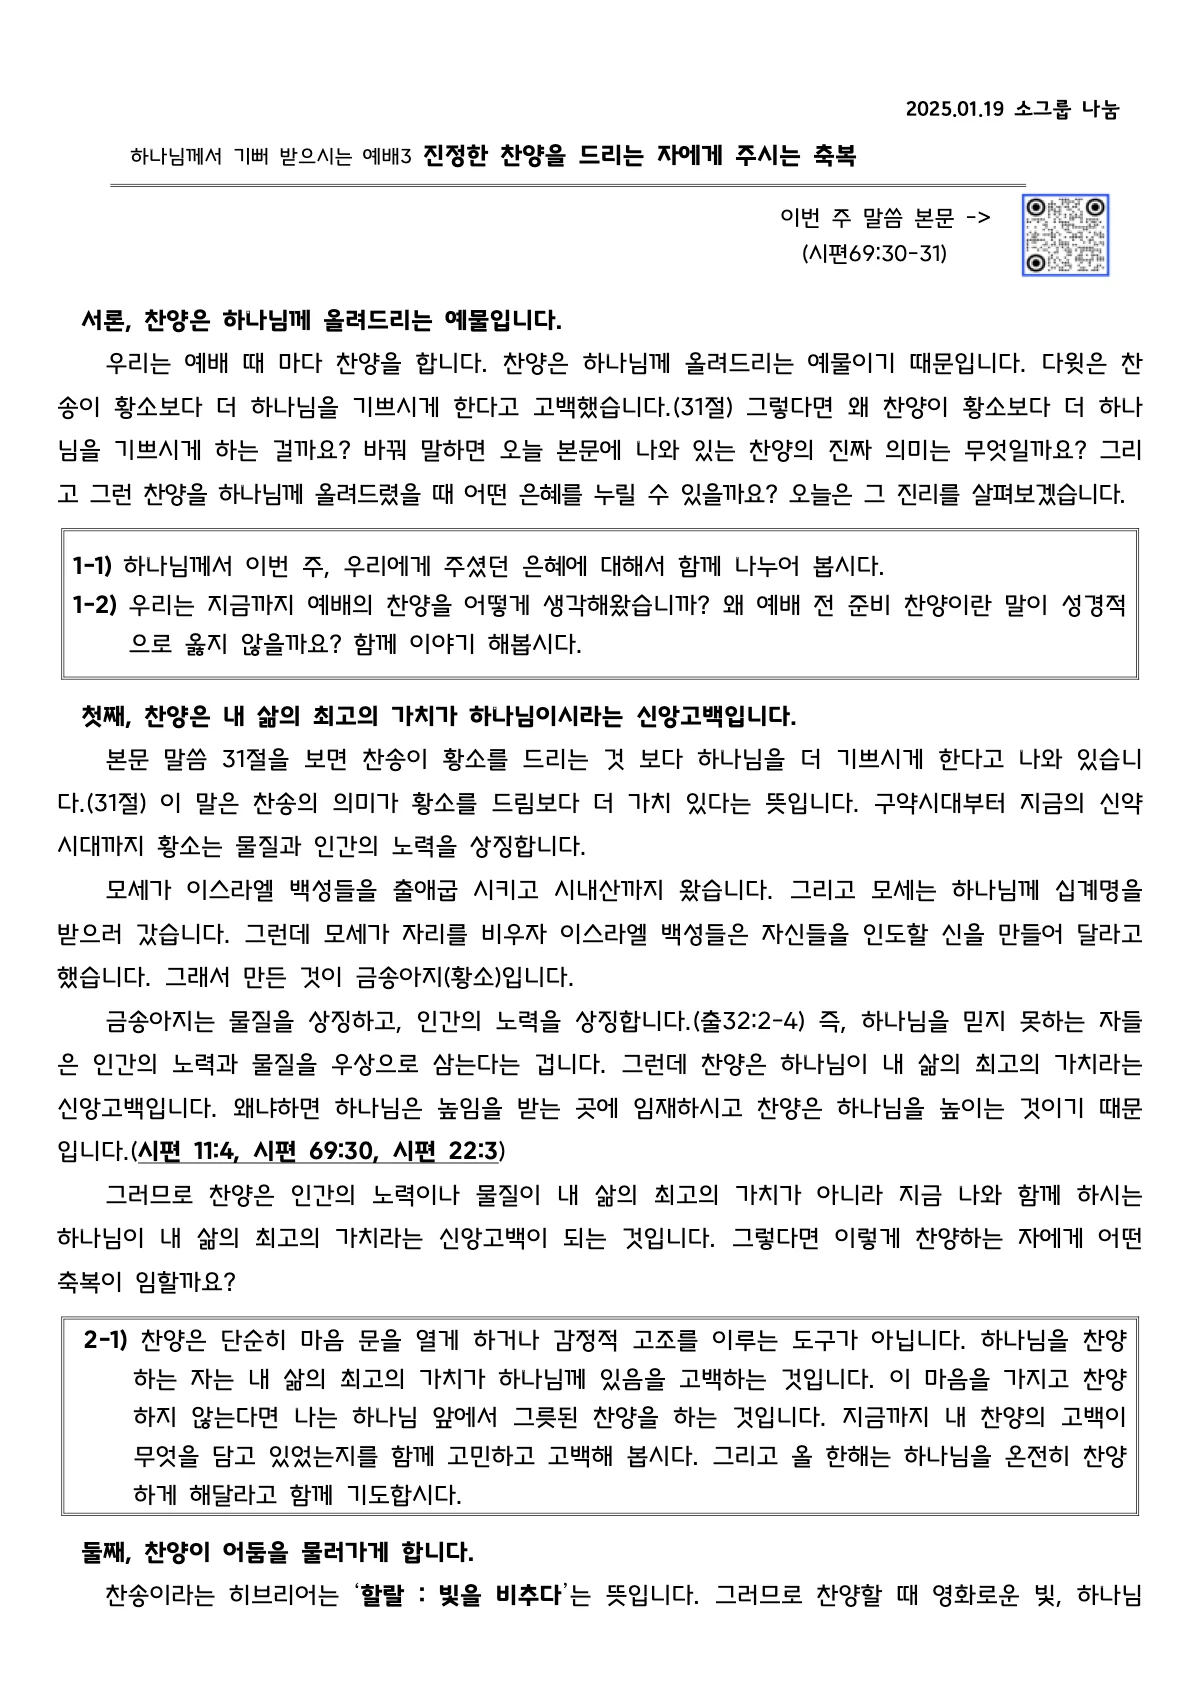 2025.01.19 소그룹 나눔
하나님께서 기뻐 받으시는 예배3 진정한 찬양을 드리는 자에게 주시는 축복
이번 주 말씀 본문 ->
(시편69:30-31)
서론, 찬양은 하나님께 올려드리는 예물입니다.
우리는 예배 때 마다 찬양을 합니다. 찬양은 하나님께 올려드리는 예물이기 때문입니다. 다윗은 찬
송이 황소보다 더 하나님을 기쁘시게 한다고 고백했습니다.(31절) 그렇다면 왜 찬양이 황소보다 더 하나
님을 기쁘시게 하는 걸까요? 바꿔 말하면 오늘 본문에 나와 있는 찬양의 진짜 의미는 무엇일까요? 그리
고 그런 찬양을 하나님께 올려드렸을 때 어떤 은혜를 누릴 수 있을까요? 오늘은 그 진리를 살펴보겠습니다.
1-1) 하나님께서 이번 주, 우리에게 주셨던 은혜에 대해서 함께 나누어 봅시다.
1-2) 우리는 지금까지 예배의 찬양을 어떻게 생각해왔습니까? 왜 예배 전 준비 찬양이란 말이 성경적
으로 옳지 않을까요? 함께 이야기 해봅시다.
첫째, 찬양은 내 삶의 최고의 가치가 하나님이시라는 신앙고백입니다.
본문 말씀 31절을 보면 찬송이 황소를 드리는 것 보다 하나님을 더 기쁘시게 한다고 나와 있습니
다.(31절) 이 말은 찬송의 의미가 황소를 드림보다 더 가치 있다는 뜻입니다. 구약시대부터 지금의 신약
시대까지 황소는 물질과 인간의 노력을 상징합니다.
모세가 이스라엘 백성들을 출애굽 시키고 시내산까지 왔습니다. 그리고 모세는 하나님께 십계명을
받으러 갔습니다. 그런데 모세가 자리를 비우자 이스라엘 백성들은 자신들을 인도할 신을 만들어 달라고
했습니다. 그래서 만든 것이 금송아지(황소)입니다.
금송아지는 물질을 상징하고, 인간의 노력을 상징합니다.(출32:2-4) 즉, 하나님을 믿지 못하는 자들
은 인간의 노력과 물질을 우상으로 삼는다는 겁니다. 그런데 찬양은 하나님이 내 삶의 최고의 가치라는
신앙고백입니다. 왜냐하면 하나님은 높임을 받는 곳에 임재하시고 찬양은 하나님을 높이는 것이기 때문
입니다.(시편 11:4, 시편 69:30, 시편 22:3)
그러므로 찬양은 인간의 노력이나 물질이 내 삶의 최고의 가치가 아니라 지금 나와 함께 하시는
하나님이 내 삶의 최고의 가치라는 신앙고백이 되는 것입니다. 그렇다면 이렇게 찬양하는 자에게 어떤
축복이 임할까요?
2-1) 찬양은 단순히 마음 문을 열게 하거나 감정적 고조를 이루는 도구가 아닙니다. 하나님을 찬양
하는 자는 내 삶의 최고의 가치가 하나님께 있음을 고백하는 것입니다. 이 마음을 가지고 찬양
하지 않는다면 나는 하나님 앞에서 그릇된 찬양을 하는 것입니다. 지금까지 내 찬양의 고백이
무엇을 담고 있었는지를 함께 고민하고 고백해 봅시다. 그리고 올 한해는 하나님을 온전히 찬양
하게 해달라고 함께 기도합시다.
둘째, 찬양이 어둠을 물러가게 합니다.
찬송이라는 히브리어는 ‘할랄 : 빛을 비추다’는 뜻입니다. 그러므로 찬양할 때 영화로운 빛, 하나님